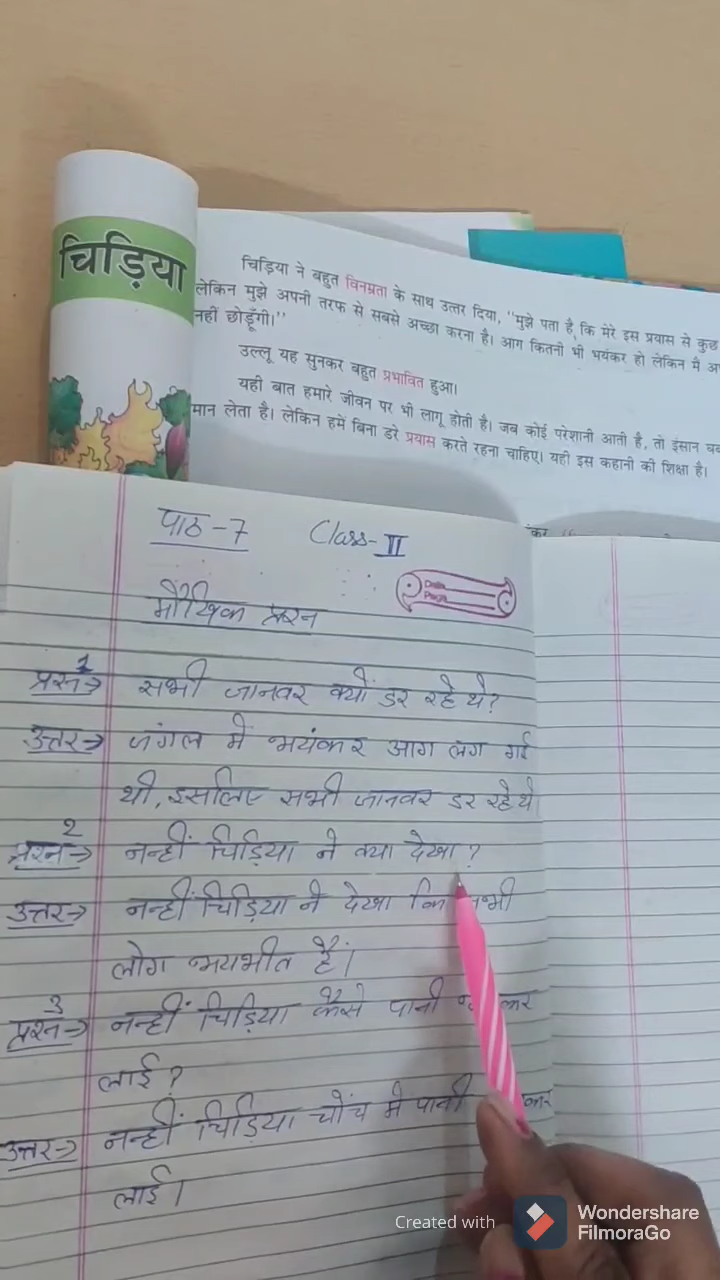 चिड़िया
चिड़िया ने बहुत विनम्रता के साथ उत्तर दिया, "मुझे पता है, कि मेरे इस प्रयास से कुछ
लेकिन मुझे अपनी तरफ से सबसे अच्छा करना है। आग कितनी भी भयंकर हो लेकिन मै
नहीं छोड़ूँगी।"
उल्लू यह सुनकर बहुत प्रभावित हुआ।
यही बात हमारे जीवन पर भी लागू होती है। जब कोई परेशानी आती है, तो इंसान
मान लेता है। लेकिन हमें बिना डरे प्रयास करते रहना चाहिए। यही इस कहानी की शिक्षा है।
पाठ-7 Class-II
Date
Page
मौखिक प्रश्न
प्रश्न 1→ सभी जानवर क्यों डर रहे थे?
उत्तर→ जंगल में भयंकर आग लग गई
थी, इसलिए सभी जानवर डर रहे थे
प्रश्न 2→ नन्हीं चिड़िया ने क्या देखा?
उत्तर→ नन्हीं चिड़िया ने देखा कि सभी
लोग भयभीत हैं।
प्रश्न 3→ नन्हीं चिड़िया कैसे पानी कर
लाई?
उत्तर→ नन्हीं चिड़िया चोंच में पानी कर
लाई।
Created with Wondershare
FilmoraGo